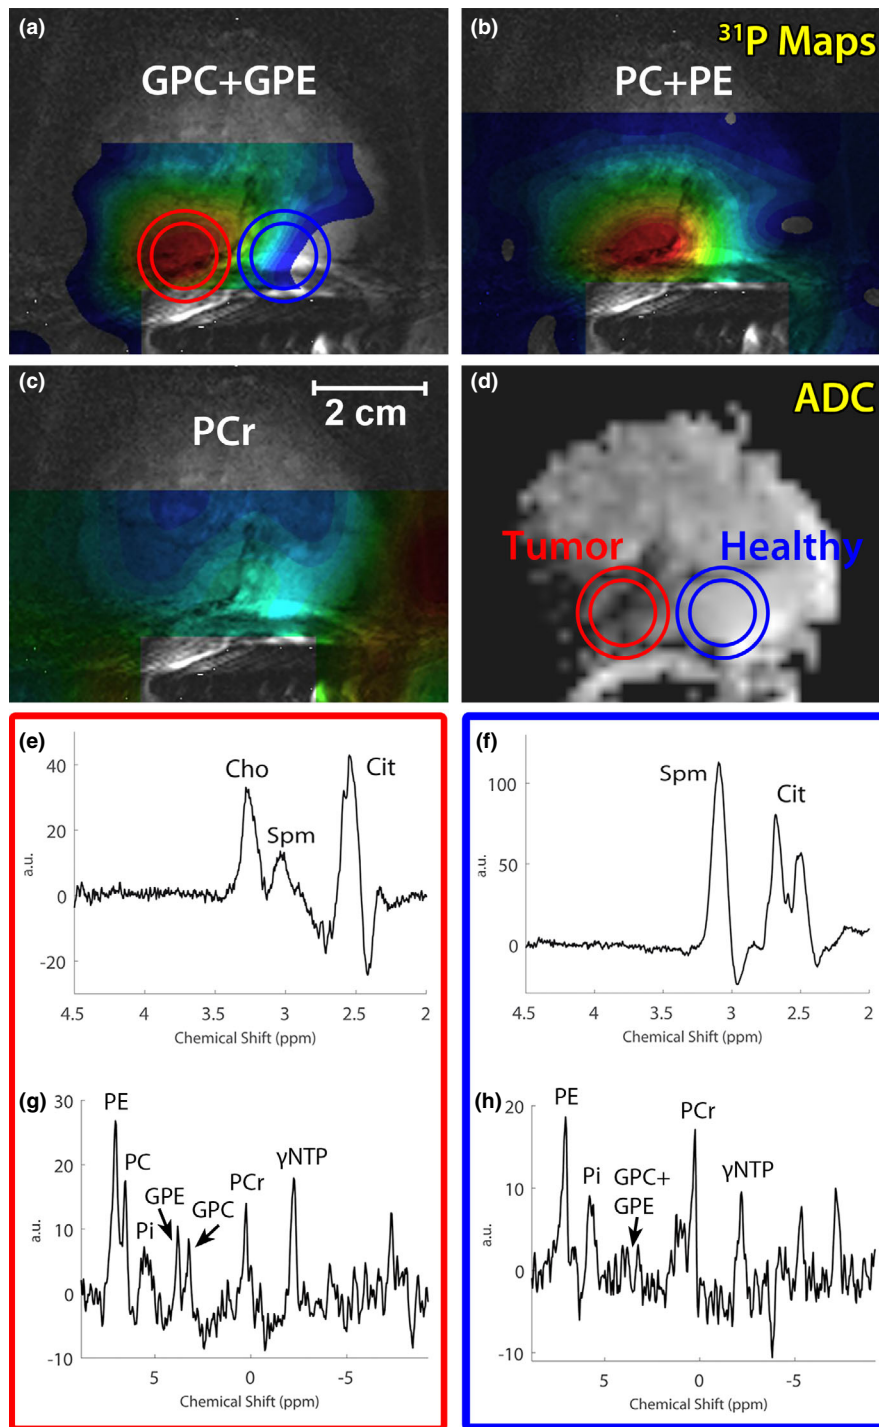 (a)
GPC+GPE
(b)
³¹P Maps
PC+PE
(c)
PCr
2 cm
(d)
ADC
Tumor
Healthy
(e)
40
20
0
-20
a.u.
Cho
Spm
Cit
4.5
3.5
3
2.5
2
Chemical Shift (ppm)
(f)
100
50
0
a.u.
Spm
Cit
4.5
4
3.5
3
2.5
2
Chemical Shift (ppm)
(g)
30
20
10
0
-10
a.u.
PE
PC
Pi
GPE
GPC
PCr
γNTP
5
0
-5
Chemical Shift (ppm)
(h)
20
10
0
-10
a.u.
PE
Pi
GPC+
GPE
PCr
γNTP
5
0
-5
Chemical Shift (ppm)